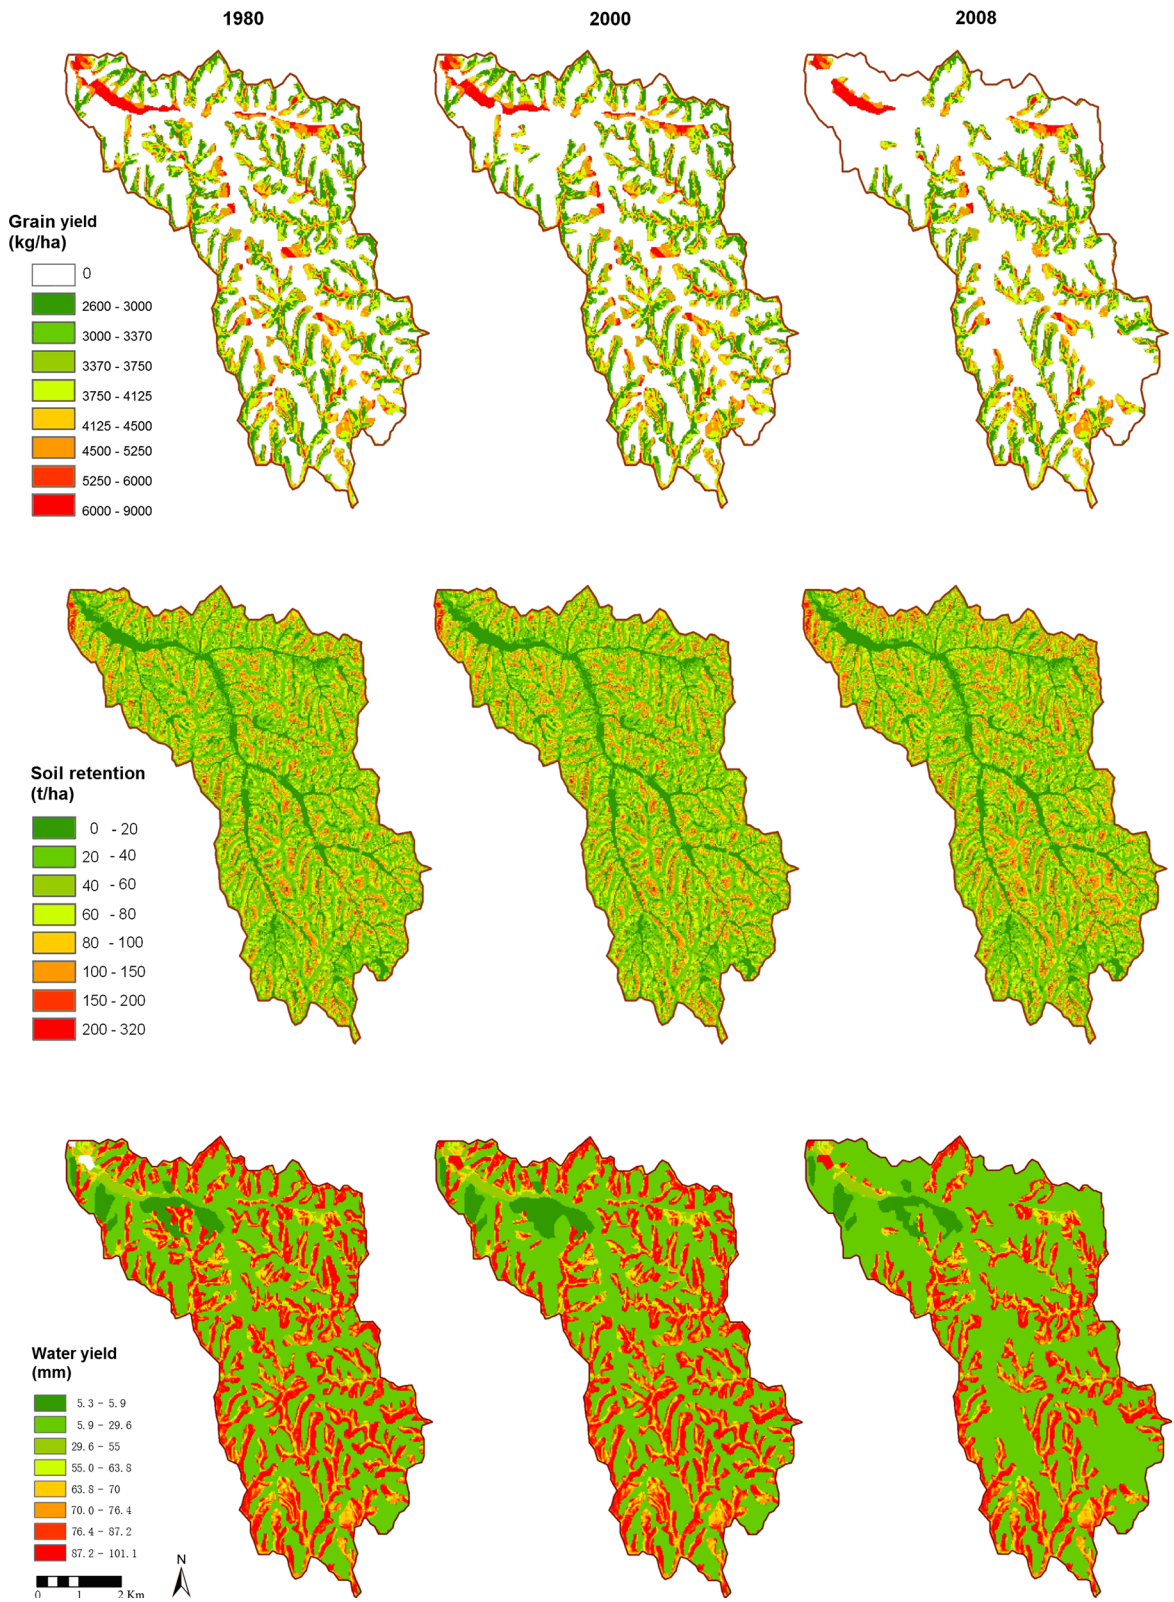 1980
2000
2008
Grain yield
(kg/ha)
0
2600 - 3000
3000 - 3370
3370 - 3750
3750 - 4125
4125 - 4500
4500 - 5250
5250 - 6000
6000 - 9000
Soil retention
(t/ha)
0 - 20
20 - 40
40 - 60
60 - 80
80 - 100
100 - 150
150 - 200
200 - 320
Water yield
(mm)
5.3 - 5.9
5.9 - 29.6
29.6 - 55
55.0 - 63.8
63.8 - 70
70.0 - 76.4
76.4 - 87.2
87.2 - 101.1
N
0 1 2 Km